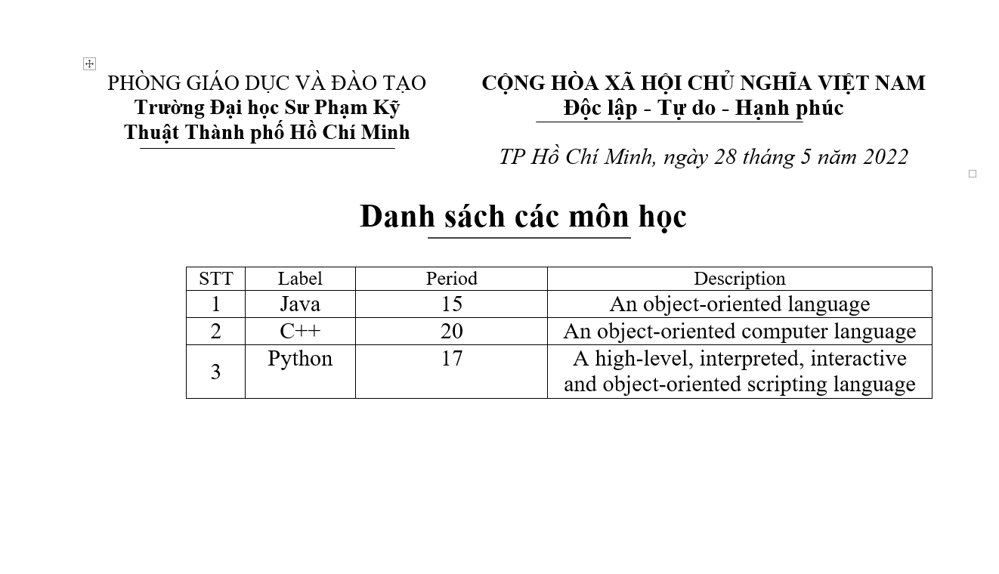 PHÒNG GIÁO DỤC VÀ ĐÀO TẠO
Trường Đại học Sư Phạm Kỹ
Thuật Thành phố Hồ Chí Minh
CỘNG HÒA XÃ HỘI CHỦ NGHĨA VIỆT NAM
Độc lập - Tự do - Hạnh phúc
TP Hồ Chí Minh, ngày 28 tháng 5 năm 2022
Danh sách các môn học
STT Label Period Description
1 Java 15 An object-oriented language
2 C++ 20 An object-oriented computer language
3 Python 17 A high-level, interpreted, interactive
and object-oriented scripting language